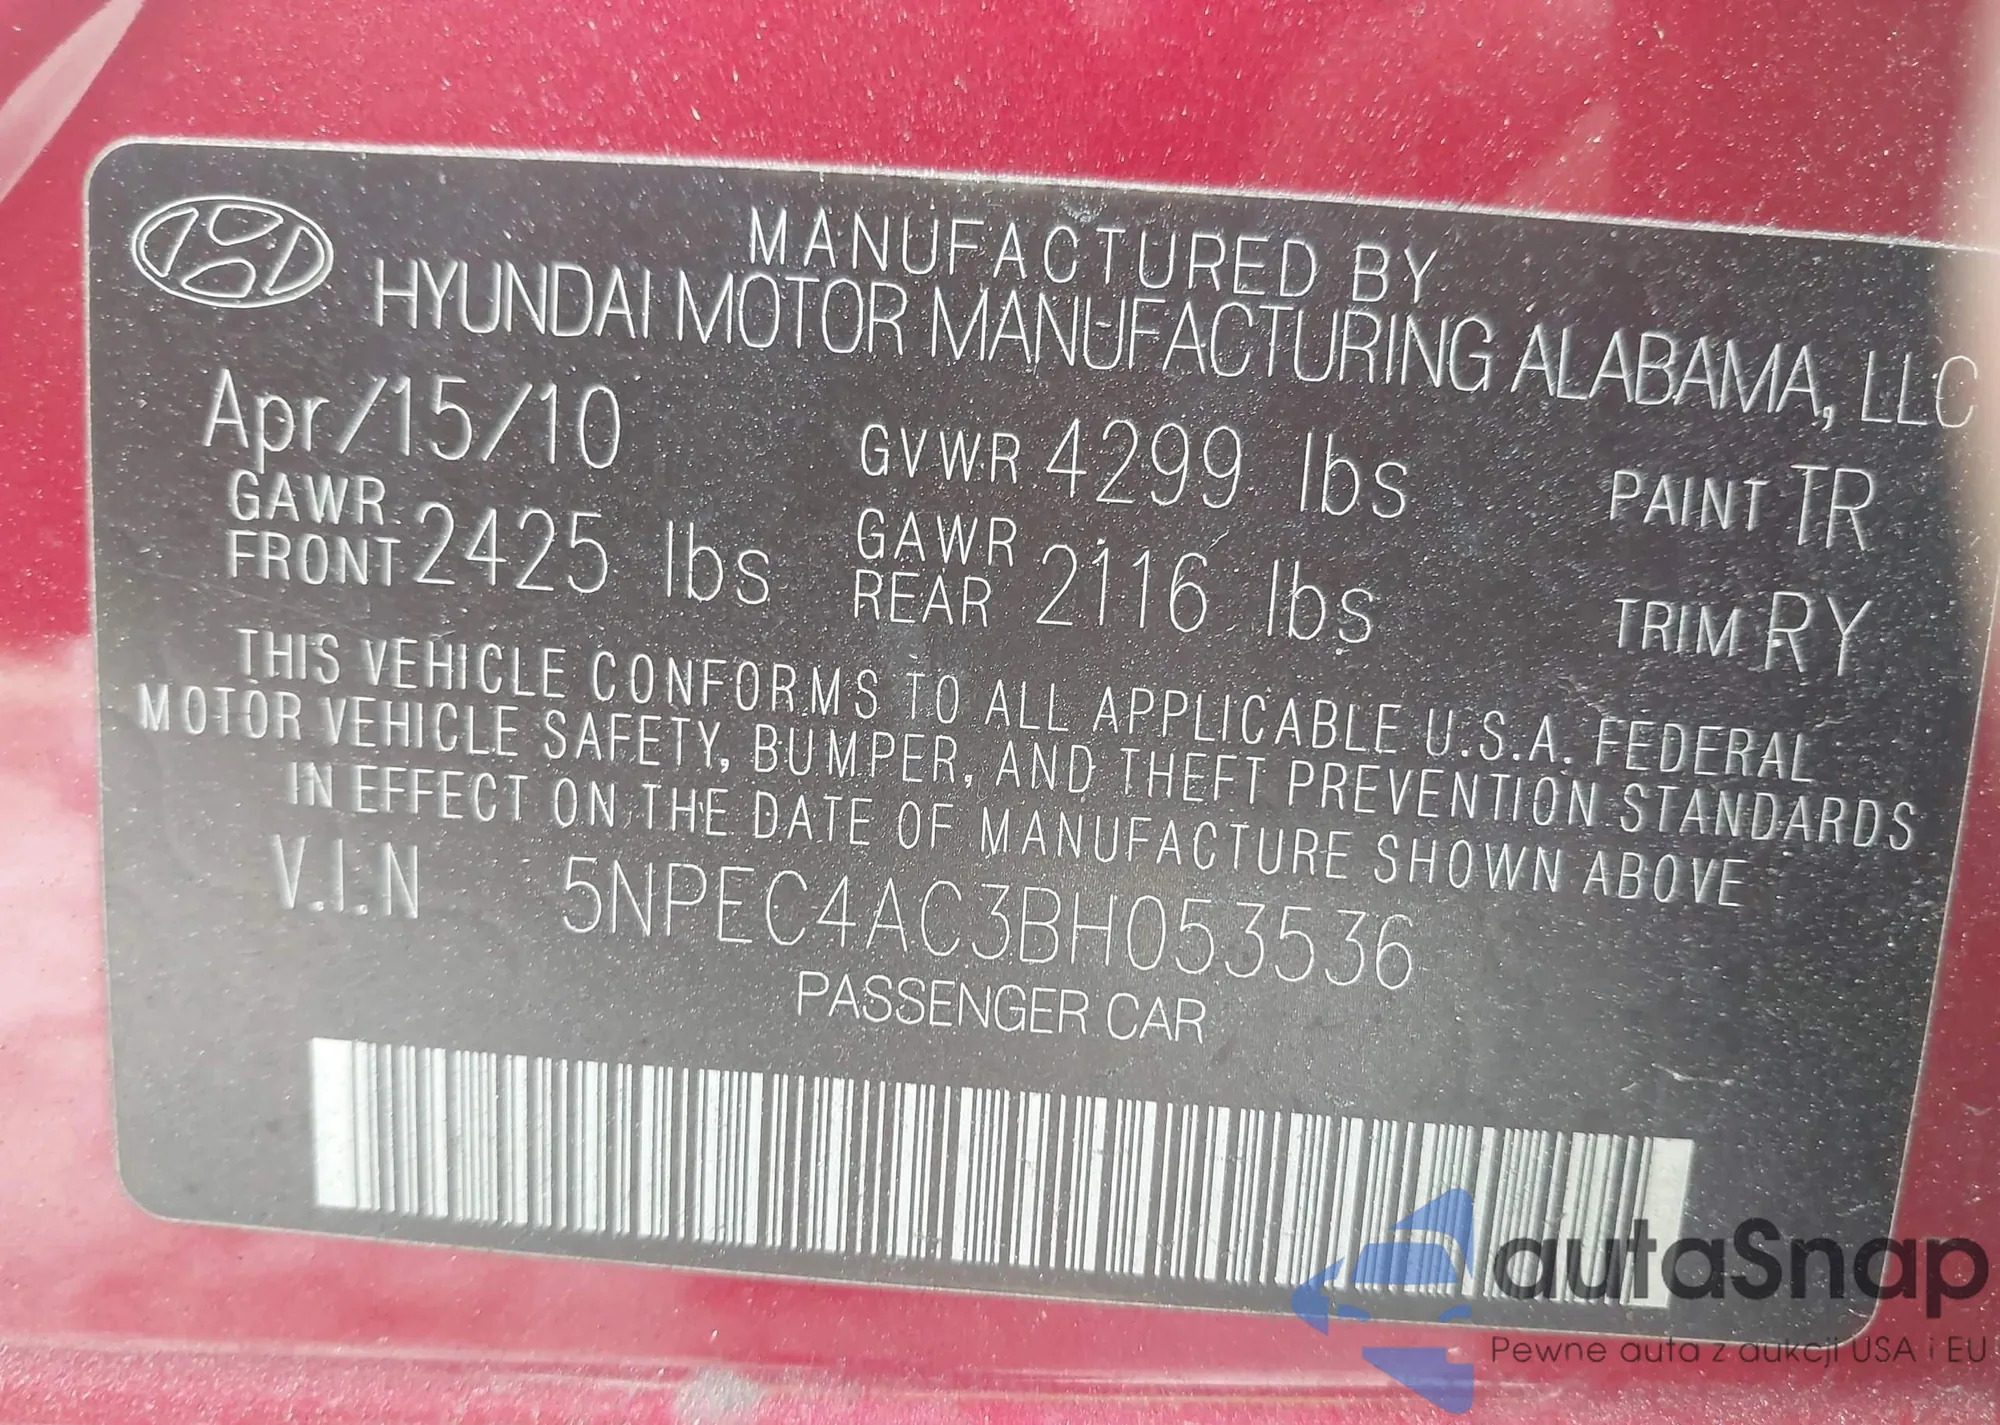 MANUFACTURED BY
HYUNDAI MOTOR MANUFACTURING ALABAMA, LLC
Apr/15/10 GVWR 4299 lbs PAINT TR
GAWR FRONT 2425 lbs GAWR REAR 2116 lbs TRIM RY
THIS VEHICLE CONFORMS TO ALL APPLICABLE U.S.A. FEDERAL
MOTOR VEHICLE SAFETY, BUMPER, AND THEFT PREVENTION STANDARDS
IN EFFECT ON THE DATE OF MANUFACTURE SHOWN ABOVE
V.I.N 5NPEC4AC3BH053536
PASSENGER CAR
autaSnap
Pewne auta z aukcji USA i EU